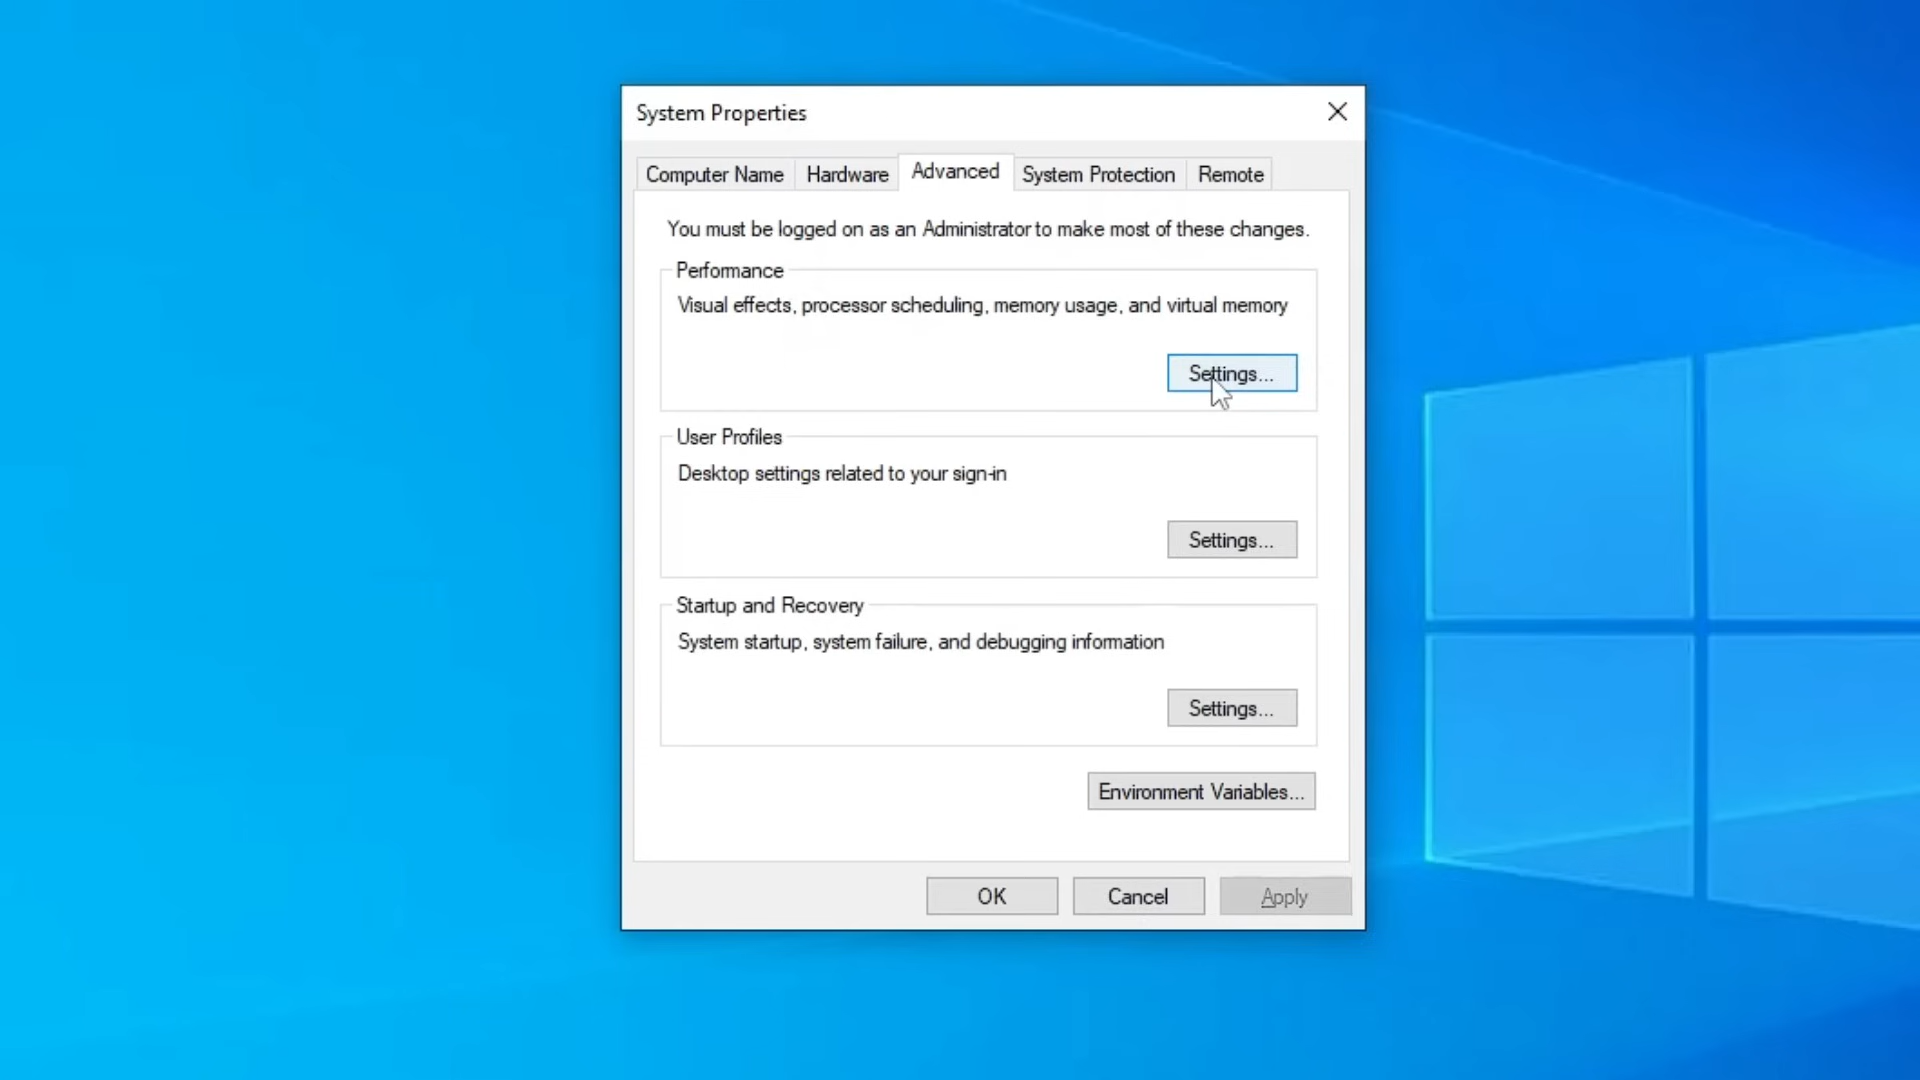 System Properties
Computer Name
Hardware
Advanced
System Protection
Remote
You must be logged on as an Administrator to make most of these changes.
Performance
Visual effects, processor scheduling, memory usage, and virtual memory
Settings...
User Profiles
Desktop settings related to your sign-in
Settings...
Startup and Recovery
System startup, system failure, and debugging information
Settings...
Environment Variables...
OK
Cancel
Apply